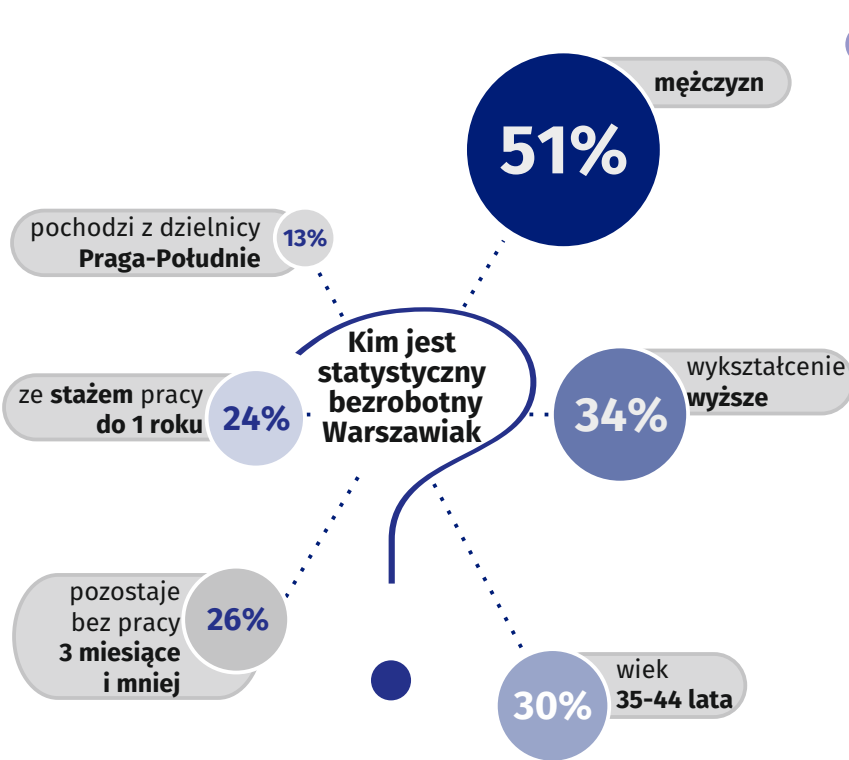 mężczyzn
51%
pochodzi z dzielnicy
Praga-Południe
13%
Kim jest
statystyczny
bezrobotny
Warszawiak
ze stażem pracy
do 1 roku
24%
34%
wykształcenie
wyższe
pozostaje
bez pracy
3 miesiące
i mniej
26%
30%
wiek
35-44 lata